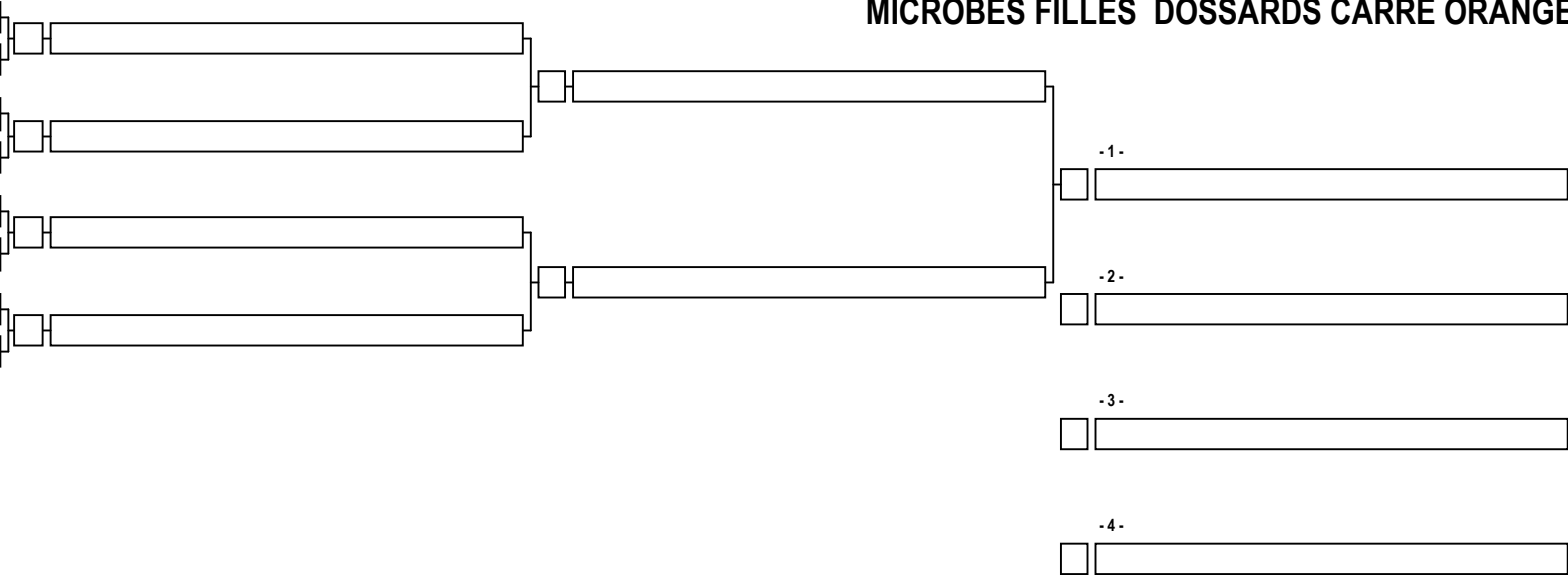 MICROBES FILLES DOSSARDS CARRE ORANGE
- 1 -
- 2 -
- 3 -
- 4 -